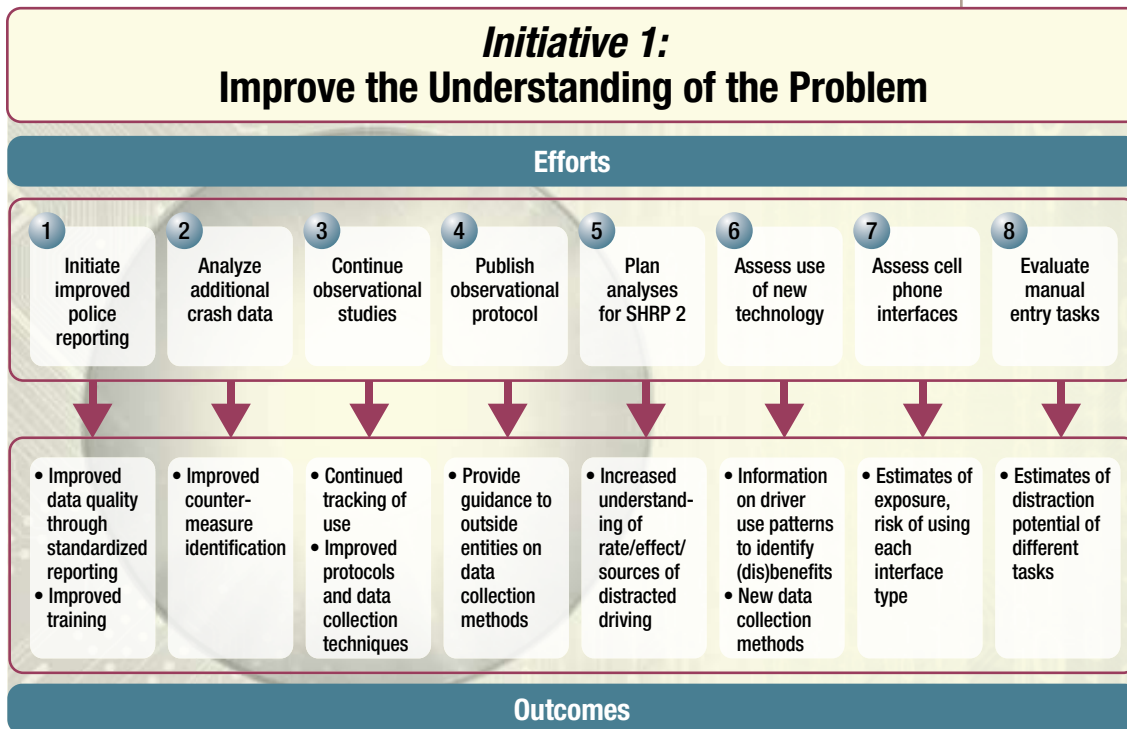 Initiative 1:
Improve the Understanding of the Problem
Efforts
1
Initiate
improved
police
reporting
2
Analyze
additional
crash data
3
Continue
observational
studies
4
Publish
observational
protocol
5
Plan
analyses
for SHRP 2
6
Assess use
of new
technology
7
Assess cell
phone
interfaces
8
Evaluate
manual
entry tasks
• Improved
data quality
through
standardized
reporting
• Improved
training
• Improved
counter-
measure
identification
• Continued
tracking of
use
• Improved
protocols
and data
collection
techniques
• Provide
guidance to
outside
entities on
data
collection
methods
• Increased
understand-
ing of
rate/effect/
sources of
distracted
driving
• Information
on driver
use patterns
to identify
(dis)benefits
• New data
collection
methods
• Estimates of
exposure,
risk of using
each
interface
type
• Estimates of
distraction
potential of
different
tasks
Outcomes